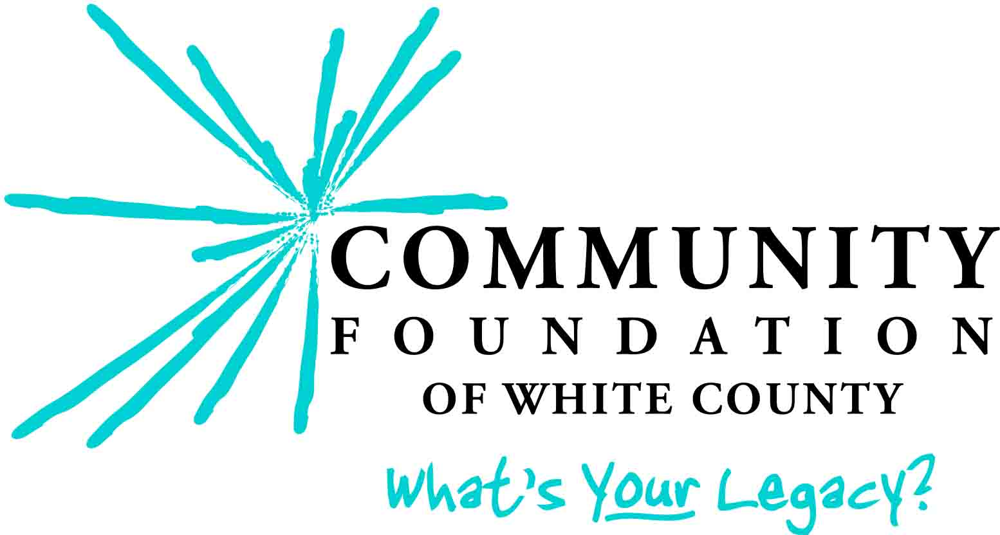 COMMUNITY
FOUNDATION
OF WHITE COUNTY
What's Your Legacy?